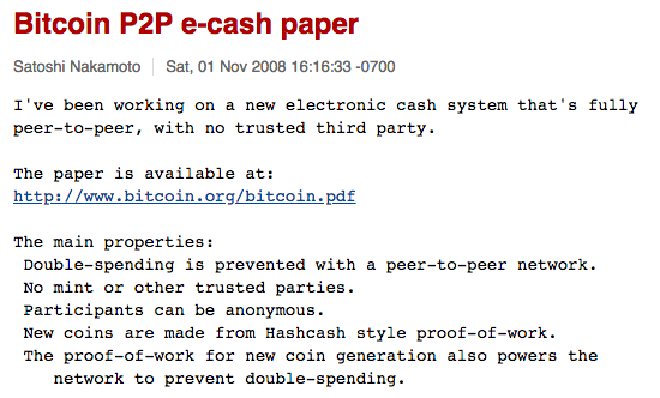 Bitcoin P2P e-cash paper
Satoshi Nakamoto | Sat, 01 Nov 2008 16:16:33 -0700
I've been working on a new electronic cash system that's fully
peer-to-peer, with no trusted third party.
The paper is available at:
http://www.bitcoin.org/bitcoin.pdf
The main properties:
Double-spending is prevented with a peer-to-peer network.
No mint or other trusted parties.
Participants can be anonymous.
New coins are made from Hashcash style proof-of-work.
The proof-of-work for new coin generation also powers the
network to prevent double-spending.